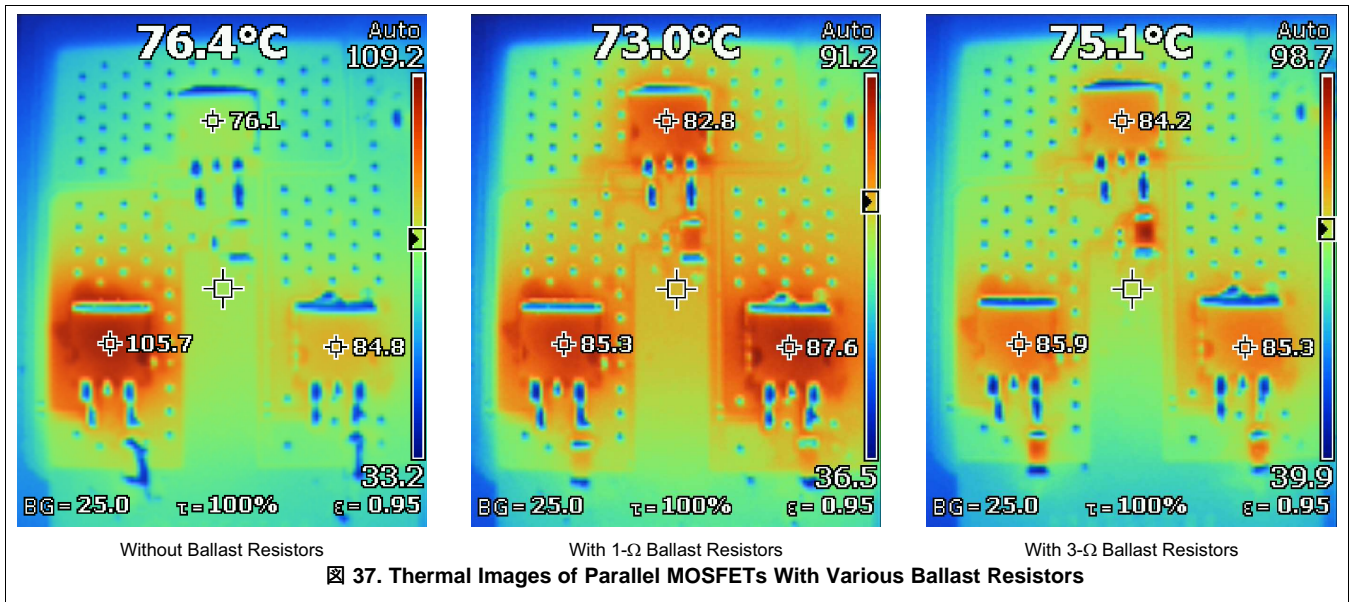 76.4°C
Auto
109.2
76.1
105.7
84.8
33.2
BG = 25.0 τ = 100% ε = 0.95
Without Ballast Resistors
73.0°C
Auto
91.2
82.8
85.3
87.6
36.5
BG = 25.0 τ = 100% ε = 0.95
With 1-Ω Ballast Resistors
75.1°C
Auto
98.7
84.2
85.9
85.3
39.9
BG = 25.0 τ = 100% ε = 0.95
With 3-Ω Ballast Resistors
図 37. Thermal Images of Parallel MOSFETs With Various Ballast Resistors